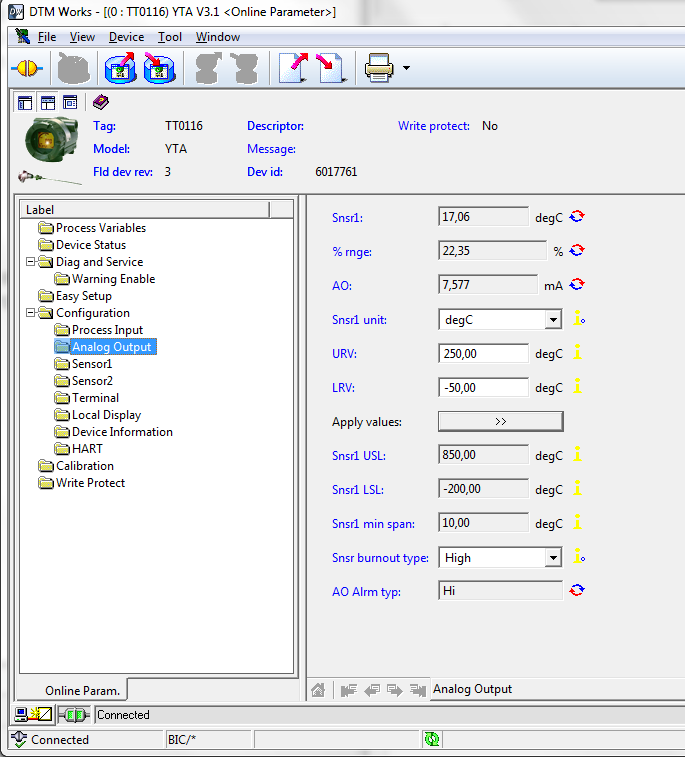 DTM Works - [(0 : TT0116) YTA V3.1 <Online Parameter>]
File View Device Tool Window
Tag: TT0116 Descriptor: Write protect: No
Model: YTA Message:
Fld dev rev: 3 Dev id: 6017761
Label
Process Variables
Device Status
Diag and Service
Warning Enable
Easy Setup
Configuration
Process Input
Analog Output
Sensor1
Sensor2
Terminal
Local Display
Device Information
HART
Calibration
Write Protect
Online Param.
Snsr1: 17,06 degC
% rnge: 22,35 %
AO: 7,577 mA
Snsr1 unit: degC
URV: 250,00 degC
LRV: -50,00 degC
Apply values: >>
Snsr1 USL: 850,00 degC
Snsr1 LSL: -200,00 degC
Snsr1 min span: 10,00 degC
Snsr burnout type: High
AO Alrm typ: Hi
Analog Output
Connected
Connected BIC/*